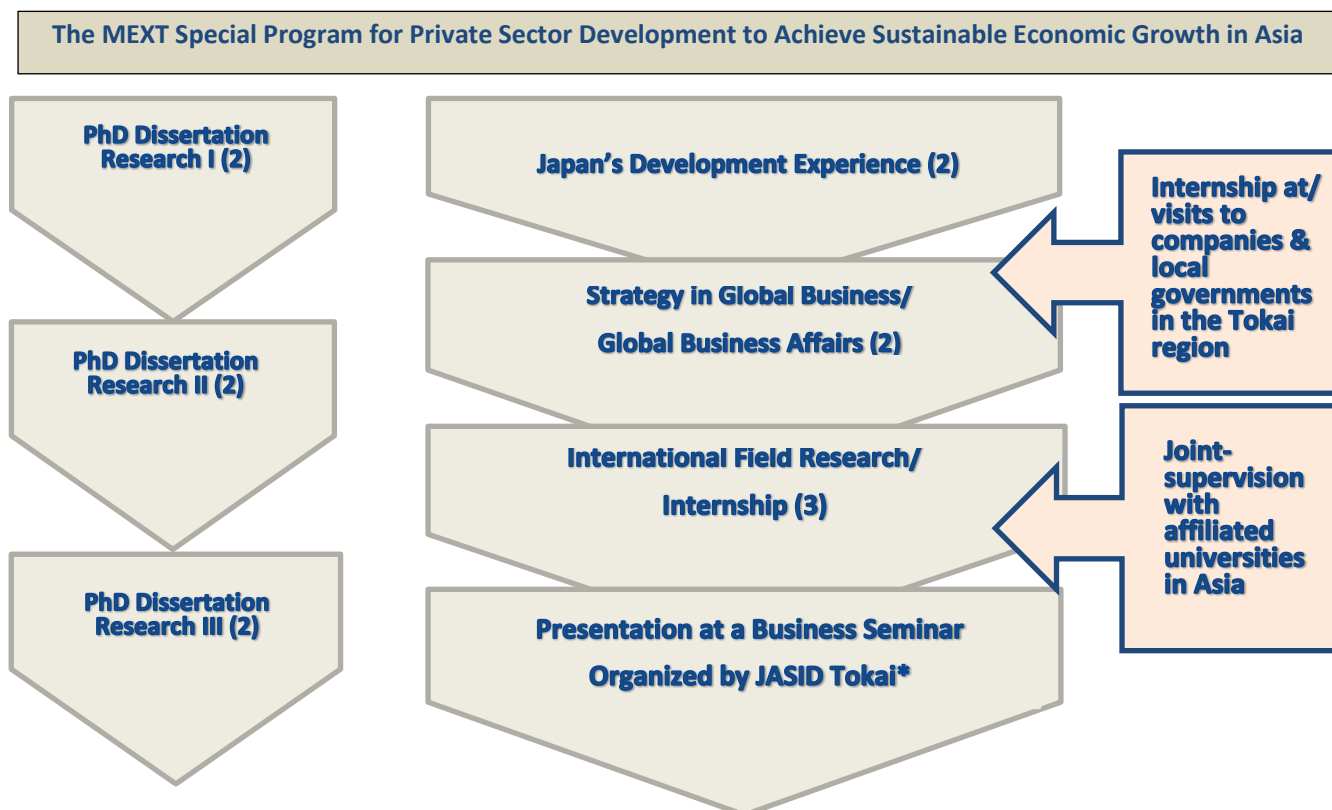 The MEXT Special Program for Private Sector Development to Achieve Sustainable Economic Growth in Asia
PhD Dissertation
Research I (2)
PhD Dissertation
Research II (2)
PhD Dissertation
Research III (2)
Japan’s Development Experience (2)
Strategy in Global Business/
Global Business Affairs (2)
International Field Research/
Internship (3)
Presentation at a Business Seminar
Organized by JASID Tokai*
Internship at/
visits to
companies &
local
governments
in the Tokai
region
Joint-
supervision
with
affiliated
universities
in Asia